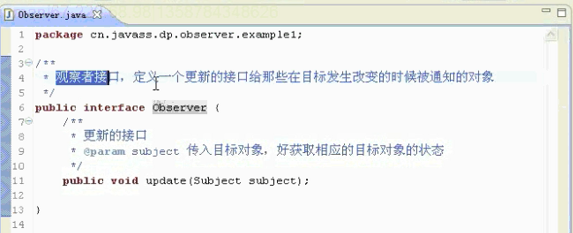 Observer.java
1 package cn.javass.dp.observer.example1;
2
3 /**
4 * 观察者接口，定义一个更新的接口给那些在目标发生改变的时候被通知的对象
5 */
6 public interface Observer {
7 /**
8 * 更新的接口
9 * @param subject 传入目标对象，好获取相应的目标对象的状态
10 */
11 public void update(Subject subject);
12
13 }
14